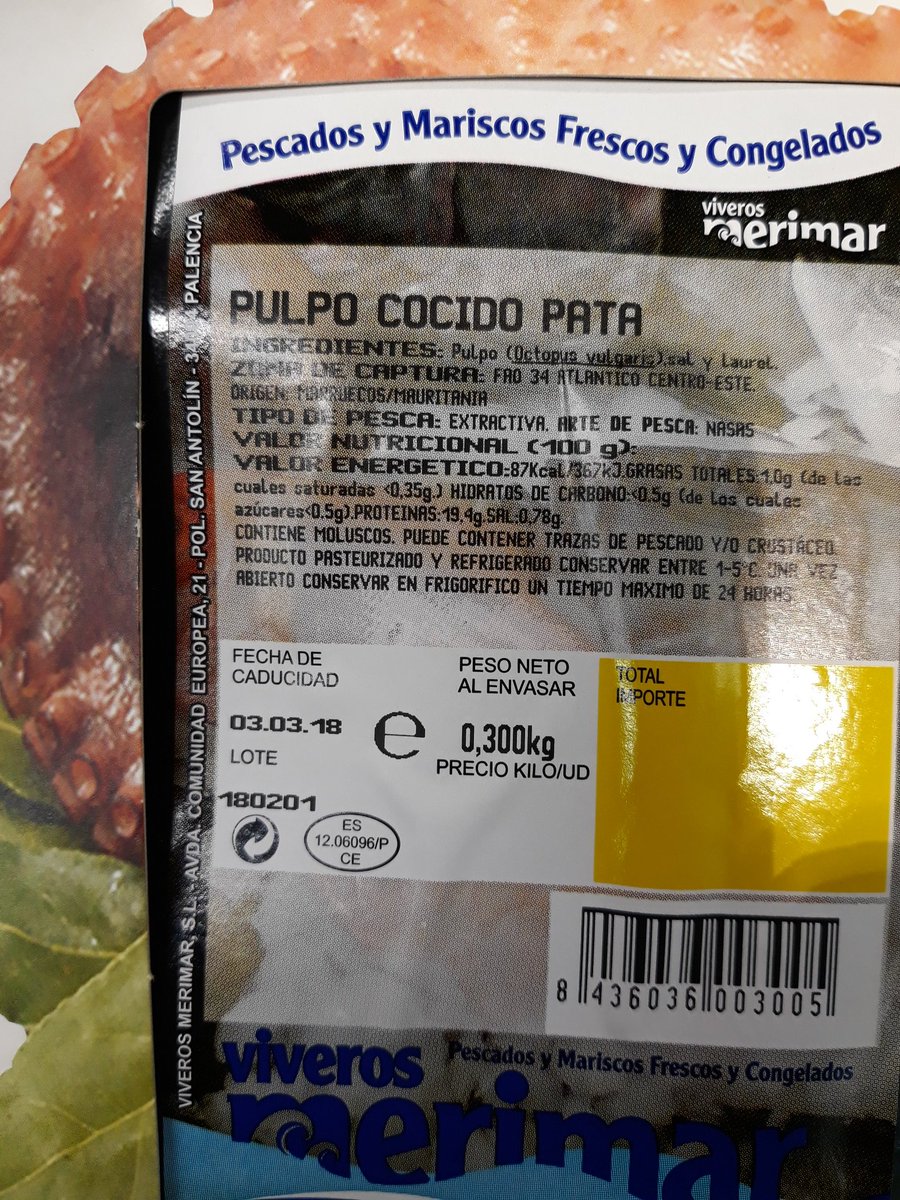 Pescados y Mariscos Frescos y Congelados
viveros
merimar
PULPO COCIDO PATA
INGREDIENTES: Pulpo (Octopus vulgaris) sal y laurel.
ZONA DE CAPTURA: FAO 34 ATLANTICO CENTRO-ESTE.
ORIGEN: MARRUECOS/MAURITANIA
TIPO DE PESCA: EXTRACTIVA. ARTE DE PESCA: NASAS
VALOR NUTRICIONAL (100 g):
VALOR ENERGETICO:87Kcal/367kJ.GRASAS TOTALES:1,0g (de las
cuales saturadas <0,35g.) HIDRATOS DE CARBONO:<0.5g (de los cuales
azúcares<0.5g).PROTEINAS:19,4g.SAL:0,78g.
CONTIENE MOLUSCOS. PUEDE CONTENER TRAZAS DE PESCADO Y/O CRUSTÁCEO.
PRODUCTO PASTEURIZADO Y REFRIGERADO CONSERVAR ENTRE 1-5°C. UNA VEZ
ABIERTO CONSERVAR EN FRIGORIFICO UN TIEMPO MAXIMO DE 24 HORAS
FECHA DE
CADUCIDAD
03.03.18
LOTE
180201
e
PESO NETO
AL ENVASAR
0,300kg
PRECIO KILO/UD
TOTAL
IMPORTE
ES
12.06096/P
CE
8 436036 003005
viveros
merimar
Pescados y Mariscos Frescos y Congelados
VIVEROS MERIMAR, S.L. - AVDA. COMUNIDAD EUROPEA, 21 - POL. SAN ANTOLÍN - PALENCIA